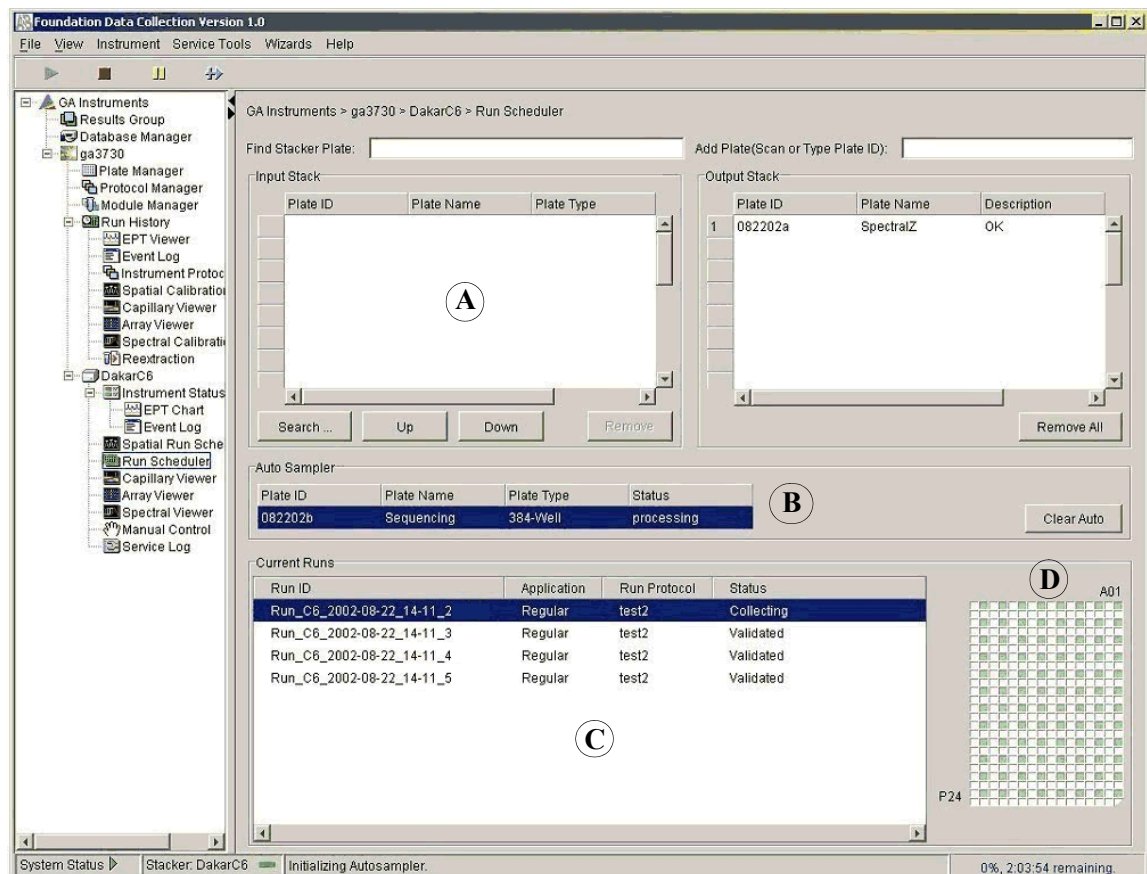 Foundation Data Collection Version 1.0
File View Instrument Service Tools Wizards Help
GA Instruments
Results Group
Database Manager
ga3730
Plate Manager
Protocol Manager
Module Manager
Run History
EPT Viewer
Event Log
Instrument Protoc
Spatial Calibration
Capillary Viewer
Array Viewer
Spectral Calibrati
Reextraction
DakarC6
Instrument Status
EPT Chart
Event Log
Spatial Run Sche
Run Scheduler
Capillary Viewer
Array Viewer
Spectral Viewer
Manual Control
Service Log
GA Instruments > ga3730 > DakarC6 > Run Scheduler
Find Stacker Plate: Add Plate(Scan or Type Plate ID):
Input Stack
Plate ID Plate Name Plate Type
A
Search ... Up Down Remove
Output Stack
Plate ID Plate Name Description
1 082202a SpectralZ OK
Remove All
Auto Sampler
Plate ID Plate Name Plate Type Status
082202b Sequencing 384-Well processing
B
Clear Auto
Current Runs
Run ID Application Run Protocol Status
Run_C6_2002-08-22_14-11_2 Regular test2 Collecting
Run_C6_2002-08-22_14-11_3 Regular test2 Validated
Run_C6_2002-08-22_14-11_4 Regular test2 Validated
Run_C6_2002-08-22_14-11_5 Regular test2 Validated
C
D
A01
P24
System Status Stacker: DakarC6 Initializing Autosampler. 0%, 2:03:54 remaining.